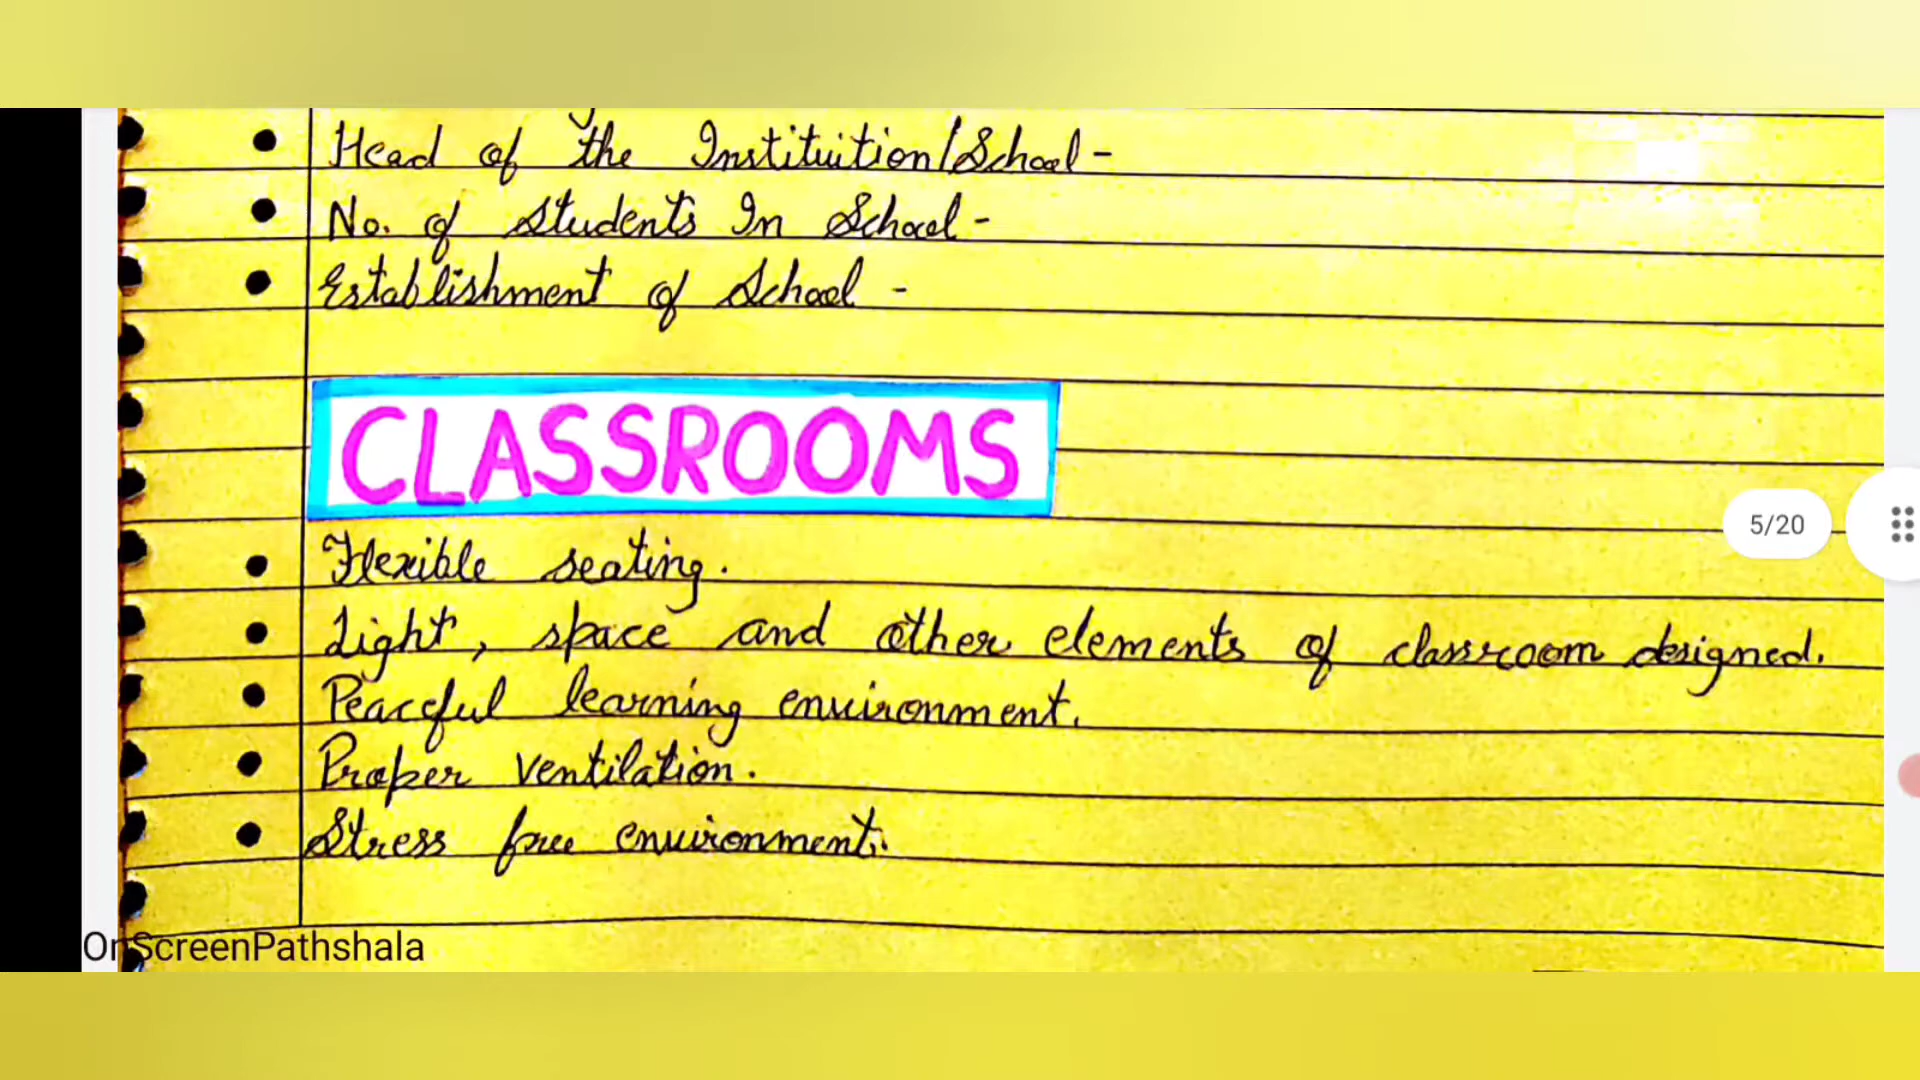 Head of the Instituition/School -
No. of Students In School -
Establishment of School -
CLASSROOMS
Flexible seating.
Light, space and other elements of classroom designed.
Peaceful learning environment.
Proper ventilation.
Stress free environment.
5/20
OnScreenPathshala